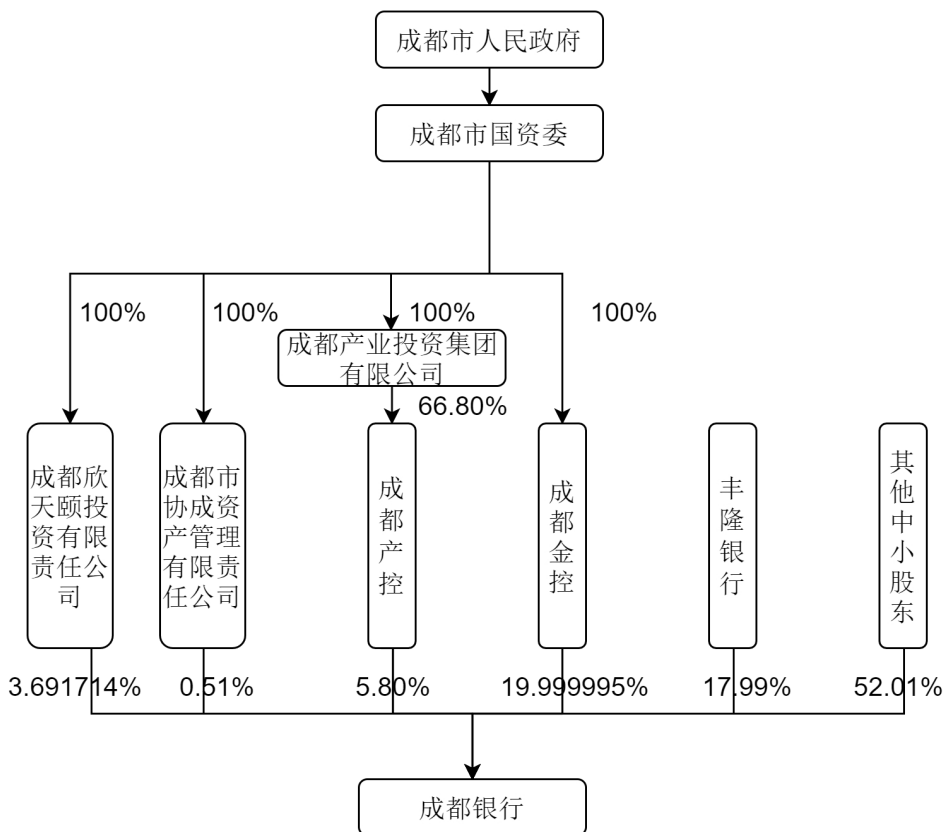 成都市人民政府
成都市国资委
100%
100%
100%
100%
成都产业投资集团
有限公司
66.80%
成都欣
天颐投
资有限
责任公
司
成都市
协成资
产管理
有限责
任公司
成都产控
成都金控
丰隆银行
其他中小股东
3.691714%
0.51%
5.80%
19.999995%
17.99%
52.01%
成都银行